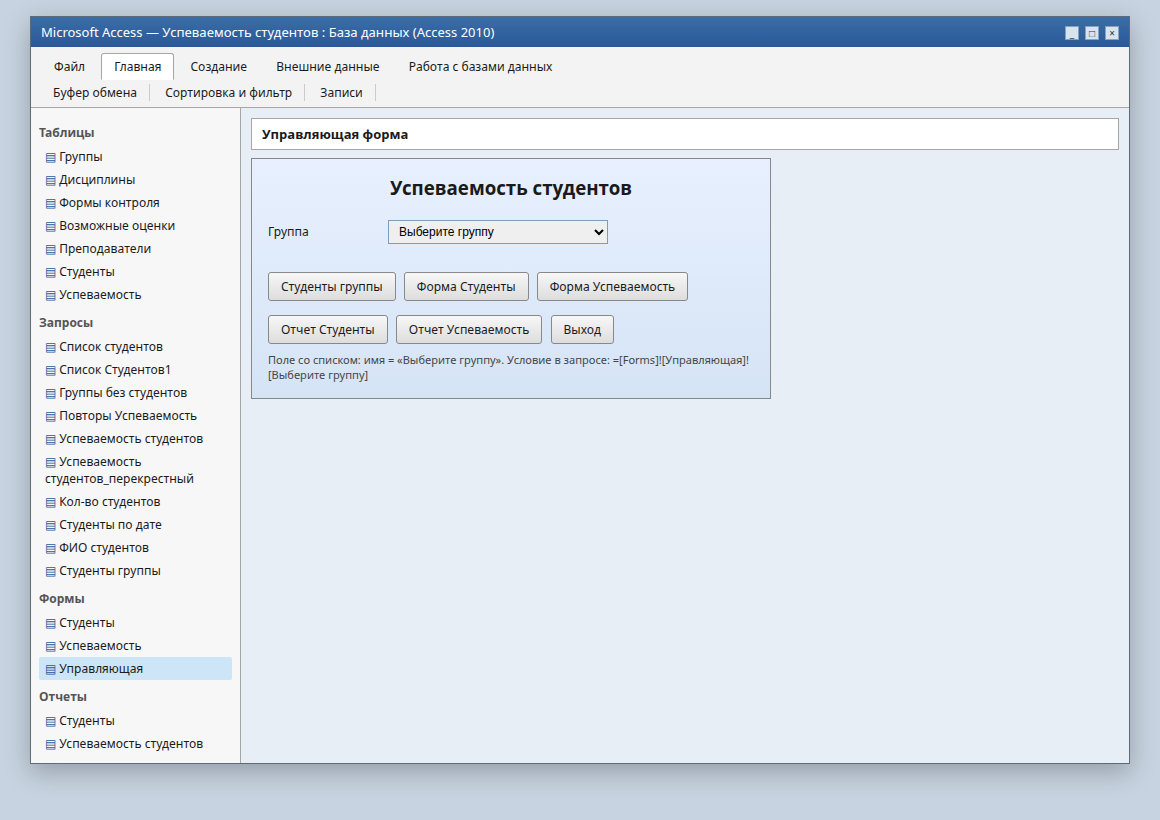 Microsoft Access — Успеваемость студентов : База данных (Access 2010)
Файл Главная Создание Внешние данные Работа с базами данных
Буфер обмена Сортировка и фильтр Записи
Таблицы
Группы
Дисциплины
Формы контроля
Возможные оценки
Преподаватели
Студенты
Успеваемость
Запросы
Список студентов
Список Студентов1
Группы без студентов
Повторы Успеваемость
Успеваемость студентов
Успеваемость
студентов_перекрестный
Кол-во студентов
Студенты по дате
ФИО студентов
Студенты группы
Формы
Студенты
Успеваемость
Управляющая
Отчеты
Студенты
Успеваемость студентов
Управляющая форма
Успеваемость студентов
Группа Выберите группу
Студенты группы Форма Студенты Форма Успеваемость
Отчет Студенты Отчет Успеваемость Выход
Поле со списком: имя = «Выберите группу». Условие в запросе: =[Forms]![Управляющая]!
[Выберите группу]